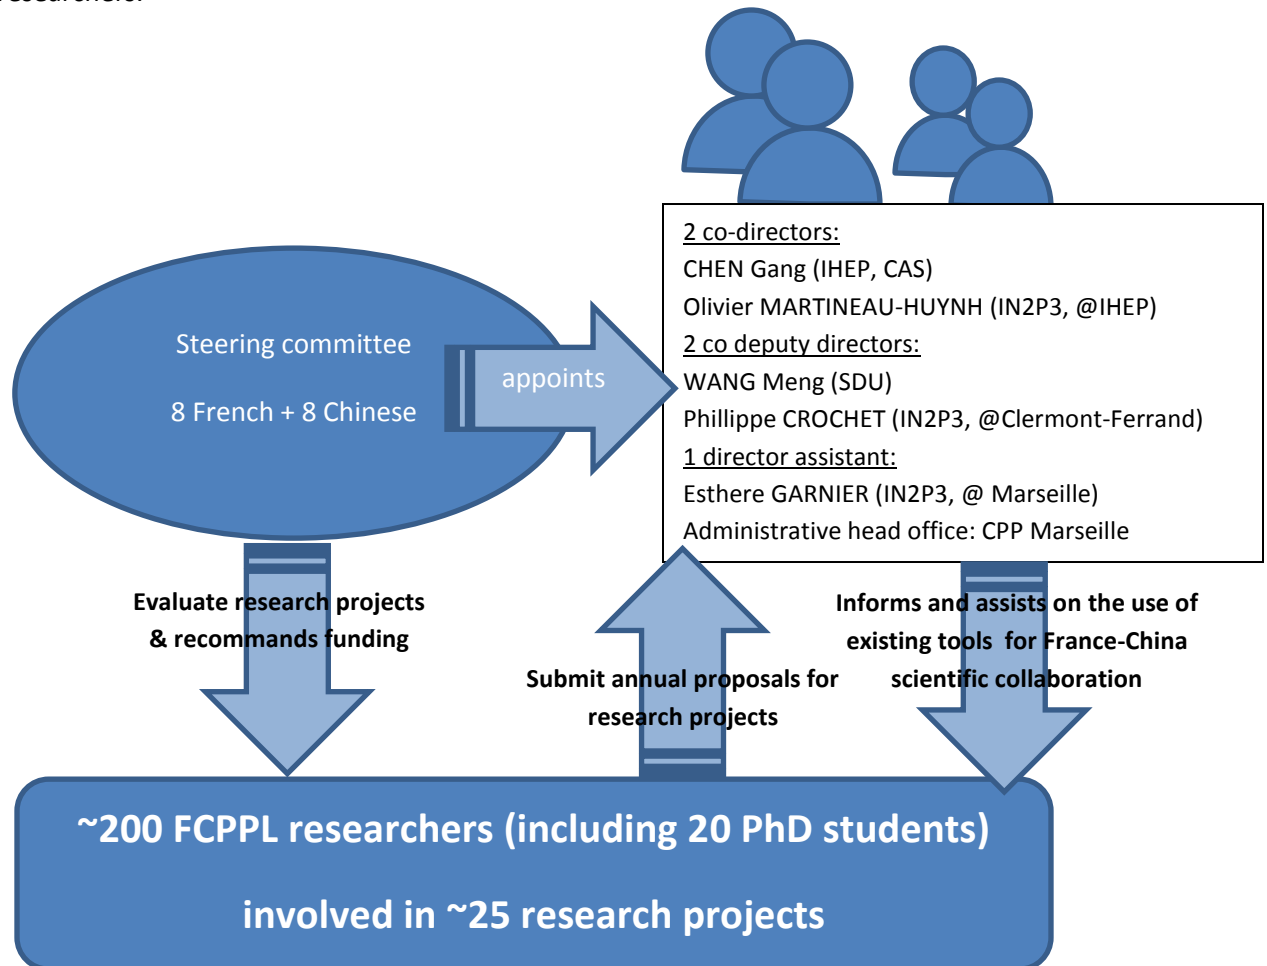 researchers.
2 co-directors:
CHEN Gang (IHEP, CAS)
Olivier MARTINEAU-HUYNH (IN2P3, @IHEP)
2 co deputy directors:
WANG Meng (SDU)
Phillippe CROCHET (IN2P3, @Clermont-Ferrand)
1 director assistant:
Esthere GARNIER (IN2P3, @ Marseille)
Administrative head office: CPP Marseille
Steering committee
8 French + 8 Chinese
appoints
Evaluate research projects
& recommands funding
Submit annual proposals for
research projects
Informs and assists on the use of
existing tools for France-China
scientific collaboration
~200 FCPPL researchers (including 20 PhD students)
involved in ~25 research projects